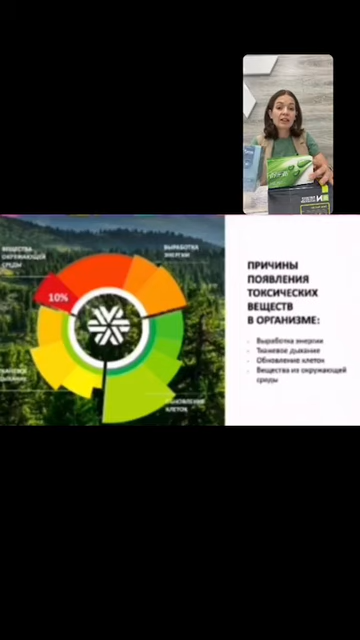 ВЕЩЕСТВА
ОКРУЖАЮЩЕЙ
СРЕДЫ
ВЫРАБОТКА
ЭНЕРГИИ
10%
ДЫХАНИЕ
ОБНОВЛЕНИЕ
КЛЕТОК
ПРИЧИНЫ
ПОЯВЛЕНИЯ
ТОКСИЧЕСКИХ
ВЕЩЕСТВ
В ОРГАНИЗМЕ:
Выработка энергии
Тканевое дыхание
Обновление клеток
Вещества из окружающей
среды